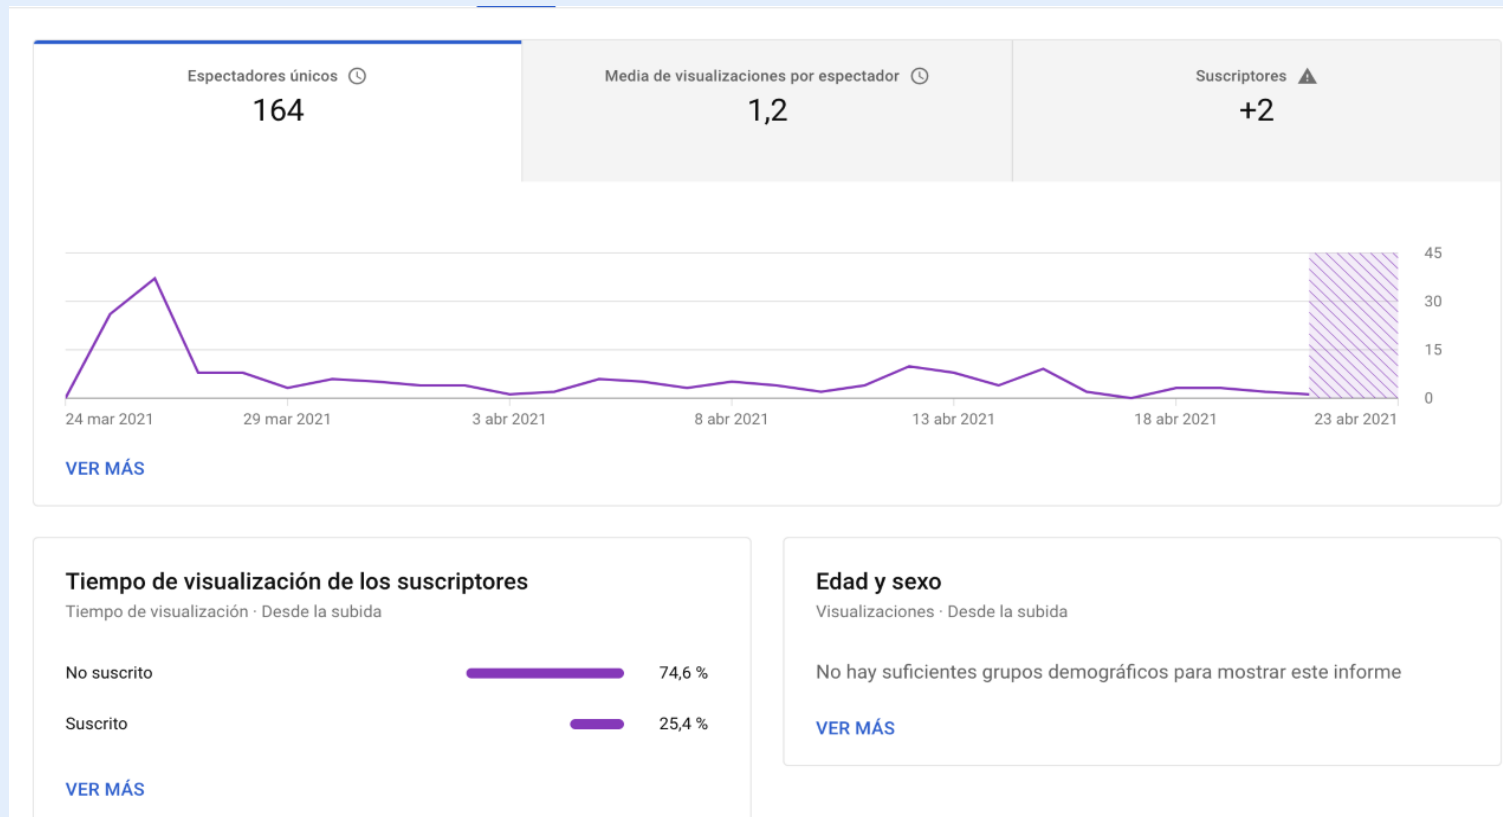 Espectadores únicos
164
Media de visualizaciones por espectador
1,2
Suscriptores
+2
45
30
15
0
24 mar 2021
29 mar 2021
3 abr 2021
8 abr 2021
13 abr 2021
18 abr 2021
23 abr 2021
VER MÁS
Tiempo de visualización de los suscriptores
Tiempo de visualización · Desde la subida
No suscrito
74,6 %
Suscrito
25,4 %
VER MÁS
Edad y sexo
Visualizaciones · Desde la subida
No hay suficientes grupos demográficos para mostrar este informe
VER MÁS